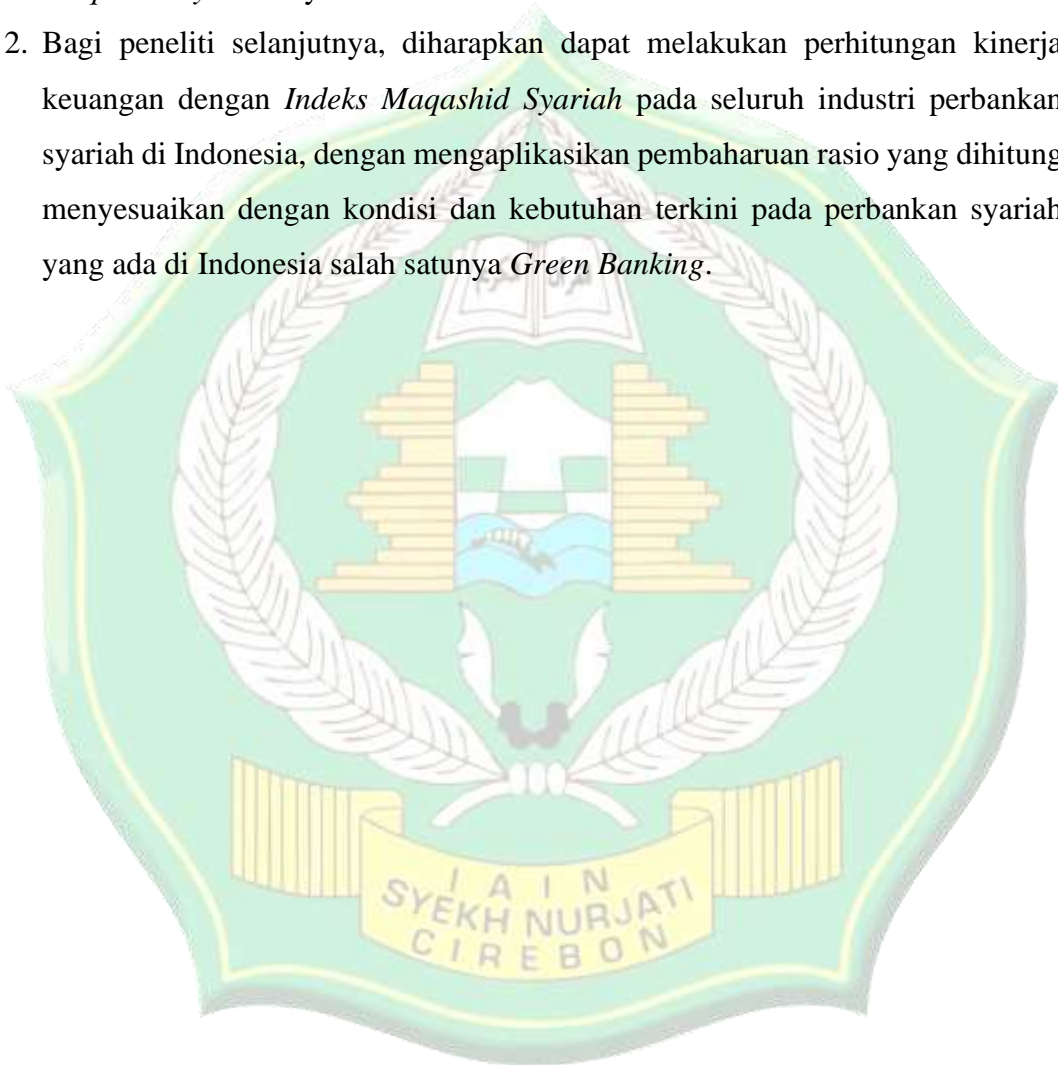 2. Bagi peneliti selanjutnya, diharapkan dapat melakukan perhitungan kinerja
keuangan dengan Indeks Maqashid Syariah pada seluruh industri perbankan
syariah di Indonesia, dengan mengaplikasikan pembaharuan rasio yang dihitung
menyesuaikan dengan kondisi dan kebutuhan terkini pada perbankan syariah
yang ada di Indonesia salah satunya Green Banking.
IAIN
SYEKH NURJATI
CIREBON